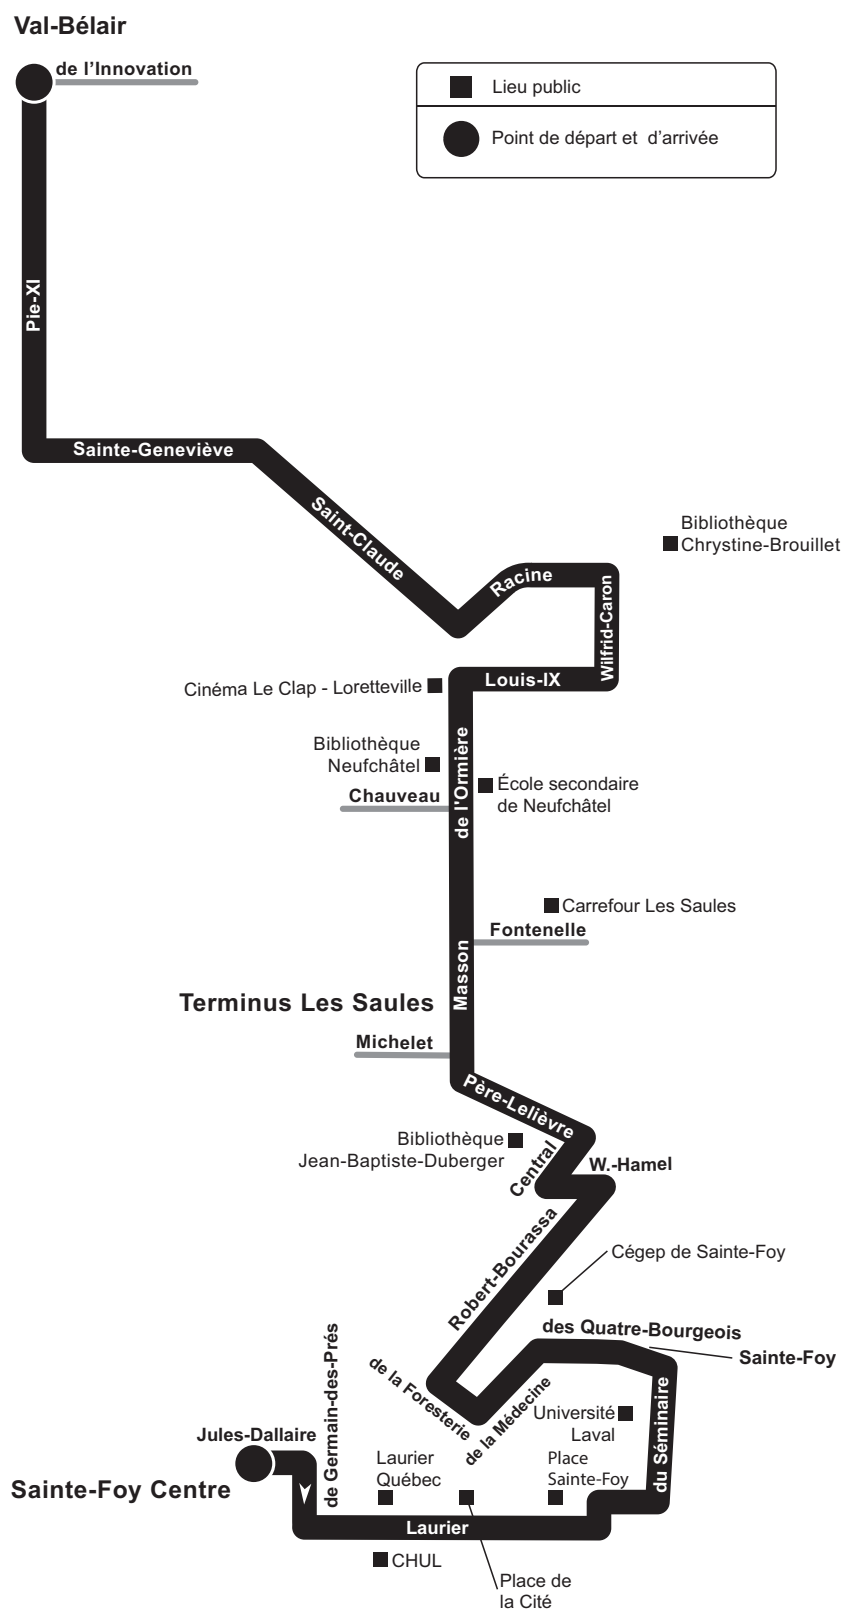 Val-Bélair
de l'Innovation
Lieu public
Point de départ et d'arrivée
Pie-XI
Sainte-Geneviève
Saint-Claude
Racine
Bibliothèque
Chrystine-Brouillet
Wilfrid-Caron
Louis-IX
Cinéma Le Clap - Loretteville
de l'Ormière
Bibliothèque
Neufchâtel
École secondaire
de Neufchâtel
Chauveau
Carrefour Les Saules
Fontenelle
Masson
Terminus Les Saules
Michelet
Père-Lelièvre
Bibliothèque
Jean-Baptiste-Duberger
Central
W.-Hamel
Robert-Bourassa
Cégep de Sainte-Foy
des Quatre-Bourgeois
Sainte-Foy
de la Foresterie
de la Médecine
Université
Laval
du Séminaire
Jules-Dallaire
de Germain-des-Prés
Sainte-Foy Centre
Laurier
Québec
Place
Sainte-Foy
Laurier
CHUL
Place de
la Cité